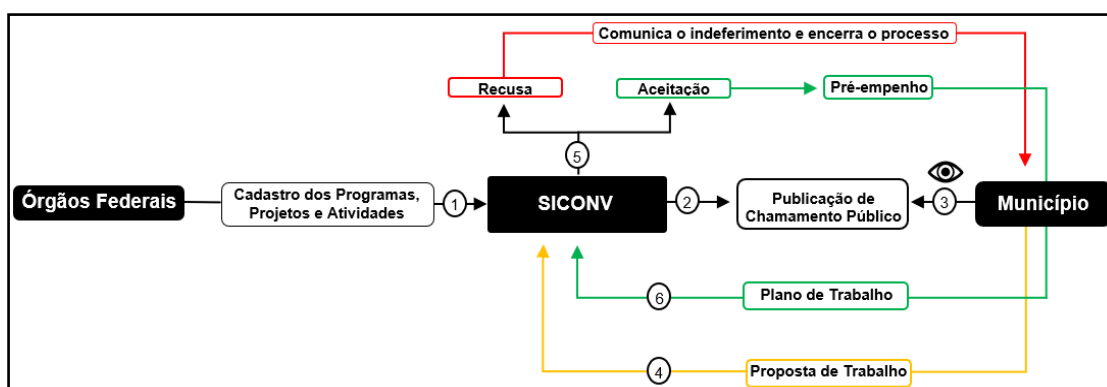 Comunica o indeferimento e encerra o processo
Recusa
Aceitação
Pré-empenho
5
Órgãos Federais
Cadastro dos Programas,
Projetos e Atividades
1
SICONV
2
Publicação de
Chamamento Público
3
Município
6
Plano de Trabalho
4
Proposta de Trabalho